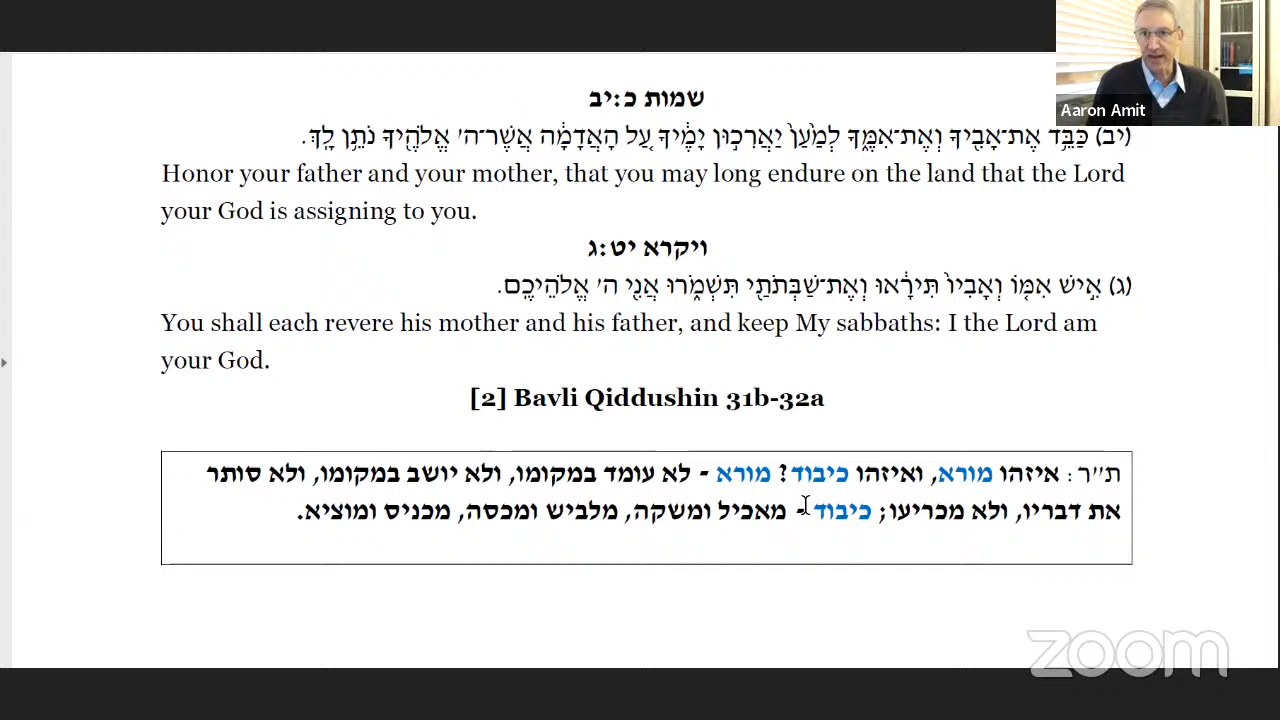 Aaron Amit
שמות כ:יב
(יב) כַּבֵּ֥ד אֶת־אָבִ֖יךָ וְאֶת־אִמֶּ֑ךָ לְמַ֙עַן֙ יַאֲרִכ֣וּן יָמֶ֔יךָ עַ֚ל הָאֲדָמָ֔ה אֲשֶׁר־ה׳ אֱלֹהֶ֖יךָ נֹתֵ֥ן לָֽךְ.
Honor your father and your mother, that you may long endure on the land that the Lord
your God is assigning to you.
ויקרא יט:ג
(ג) אִ֣ישׁ אִמּ֤וֹ וְאָבִיו֙ תִּירָ֔אוּ וְאֶת־שַׁבְּתֹתַ֖י תִּשְׁמֹ֑רוּ אֲנִ֖י ה׳ אֱלֹהֵיכֶֽם.
You shall each revere his mother and his father, and keep My sabbaths: I the Lord am
your God.
[2] Bavli Qiddushin 31b-32a
ת״ר: איזהו מורא, ואיזהו כיבוד? מורא - לא עומד במקומו, ולא יושב במקומו, ולא סותר
את דבריו, ולא מכריעו; כיבוד - מאכיל ומשקה, מלביש ומכסה, מכניס ומוציא.
zoom